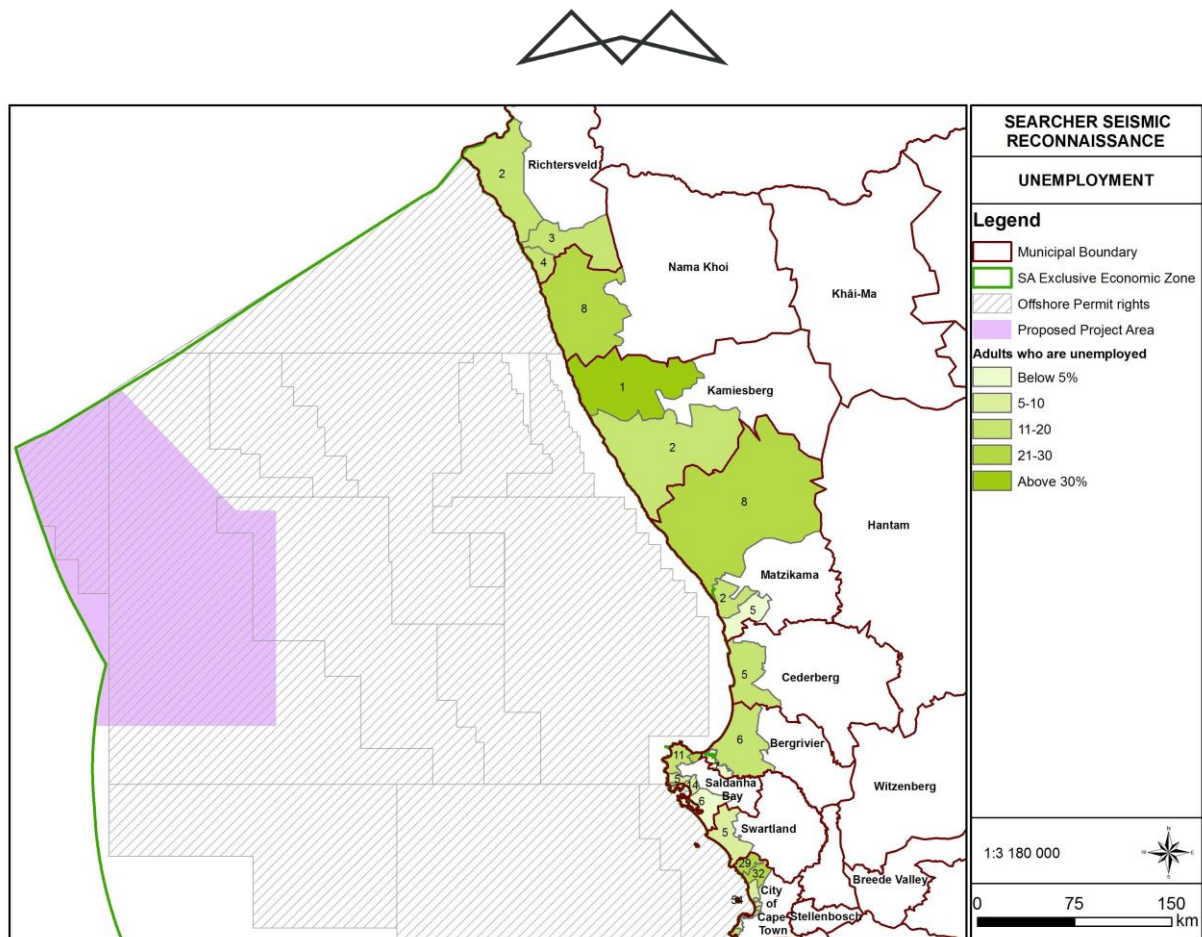 SEARCHER SEISMIC
RECONNAISSANCE
UNEMPLOYMENT
Legend
Municipal Boundary
SA Exclusive Economic Zone
Offshore Permit rights
Proposed Project Area
Adults who are unemployed
Below 5%
5-10
11-20
21-30
Above 30%
1:3 180 000
N
W
E
S
0 75 150
km
Richtersveld
2
3
4
Nama Khoi
Khâi-Ma
8
1
Kamiesberg
2
8
Hantam
Matzikama
2
5
5
Cederberg
6
Bergrivier
11
7
5
14
Saldanha
Bay
Witzenberg
6
5
Swartland
29
32
Breede Valley
54
City
of
Cape
Town
Stellenbosch